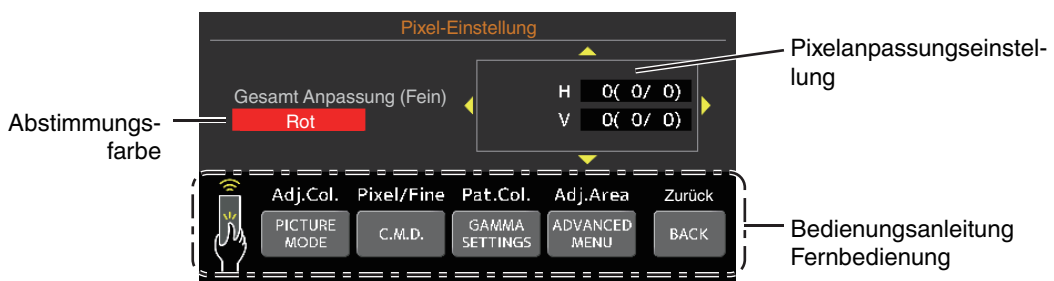 Pixel-Einstellung
Pixelanpassungseinstel-
lung
Gesamt Anpassung (Fein)
H 0( 0/ 0)
Abstimmungs-
farbe
Rot
V 0( 0/ 0)
Adj.Col. Pixel/Fine Pat.Col. Adj.Area Zurück
PICTURE
MODE
C.M.D.
GAMMA
SETTINGS
ADVANCED
MENU
BACK
Bedienungsanleitung
Fernbedienung